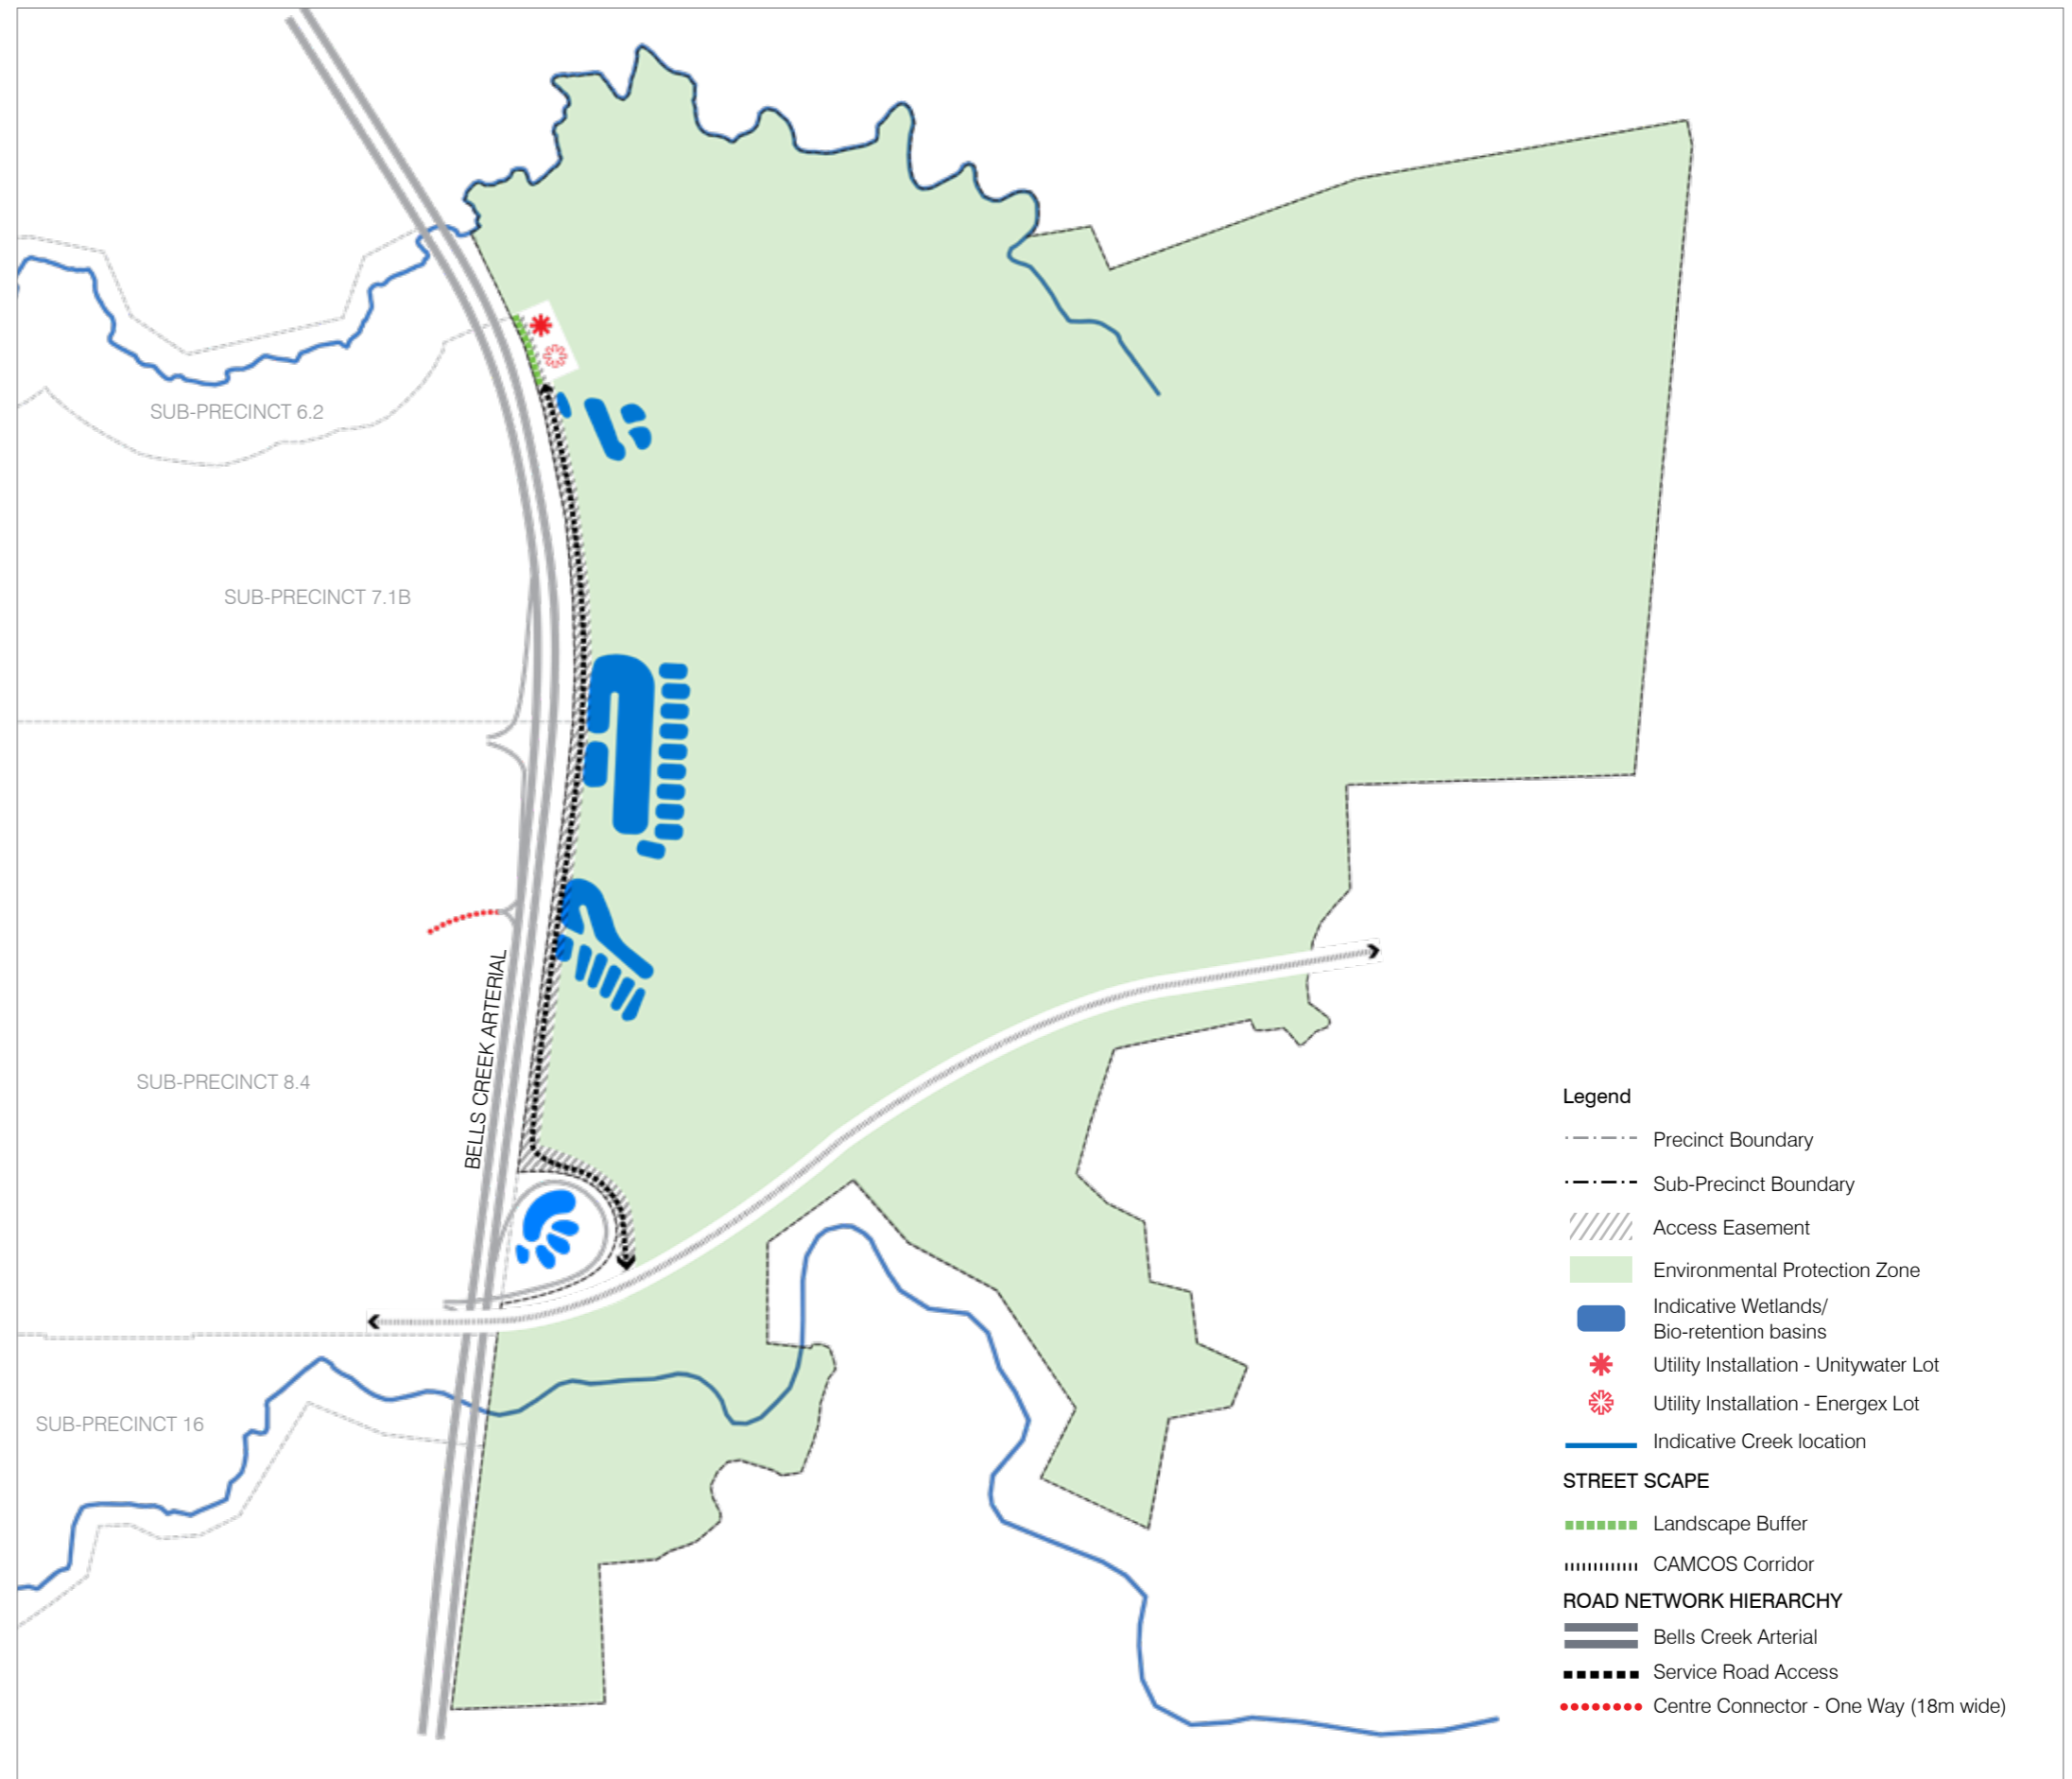 SUB-PRECINCT 6.2
SUB-PRECINCT 7.1B
BELLS CREEK ARTERIAL
SUB-PRECINCT 8.4
SUB-PRECINCT 16
Legend
Precinct Boundary
Sub-Precinct Boundary
Access Easement
Environmental Protection Zone
Indicative Wetlands/
Bio-retention basins
Utility Installation - Unitywater Lot
Utility Installation - Energex Lot
Indicative Creek location
STREET SCAPE
Landscape Buffer
CAMCOS Corridor
ROAD NETWORK HIERARCHY
Bells Creek Arterial
Service Road Access
Centre Connector - One Way (18m wide)